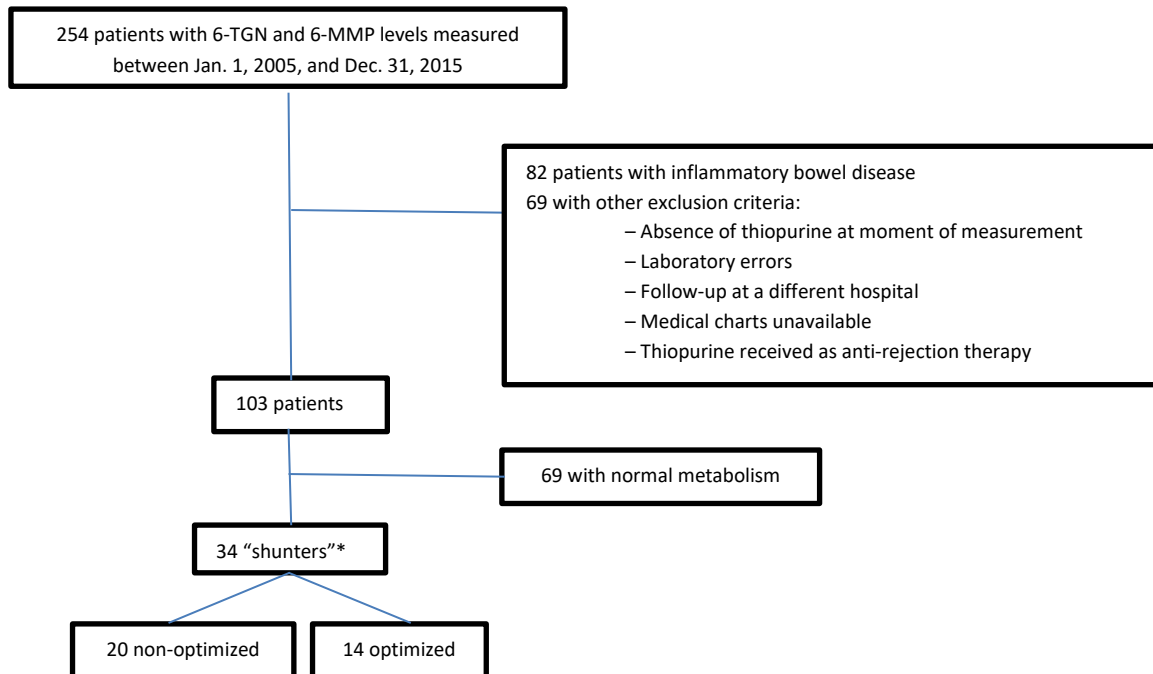 254 patients with 6-TGN and 6-MMP levels measured
between Jan. 1, 2005, and Dec. 31, 2015
82 patients with inflammatory bowel disease
69 with other exclusion criteria:
– Absence of thiopurine at moment of measurement
– Laboratory errors
– Follow-up at a different hospital
– Medical charts unavailable
– Thiopurine received as anti-rejection therapy
103 patients
69 with normal metabolism
34 “shunters”*
20 non-optimized
14 optimized